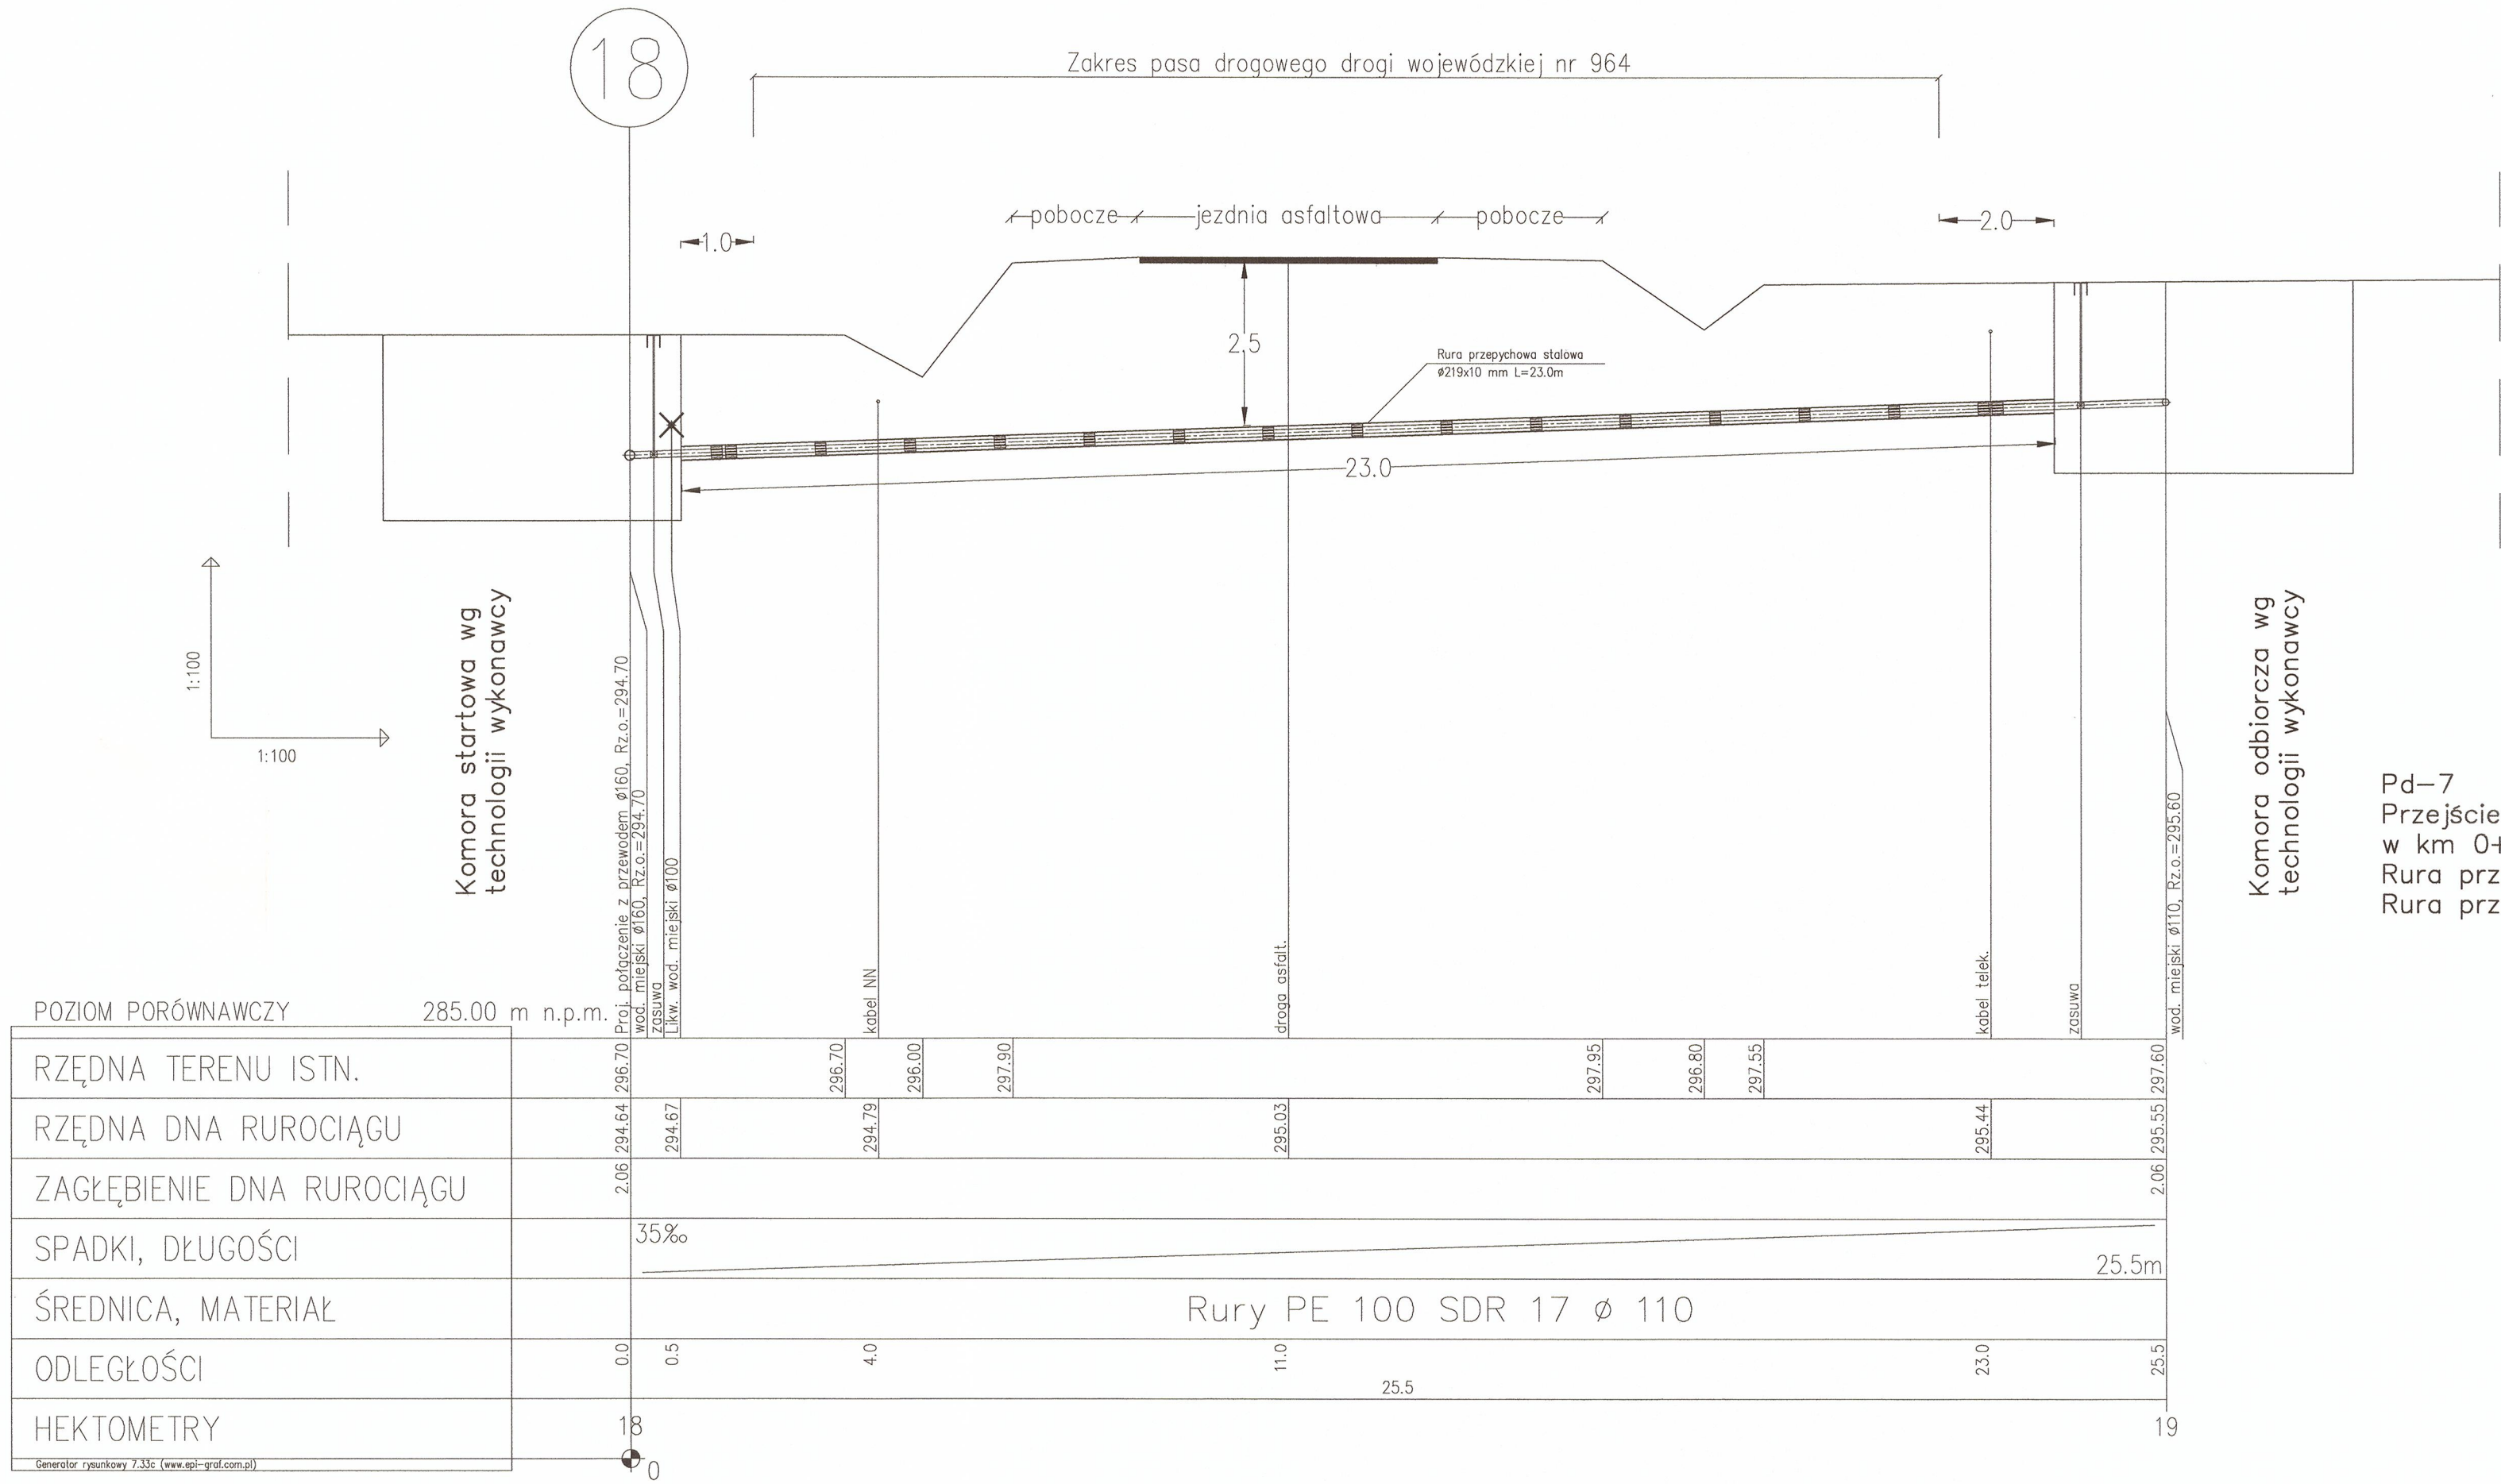 18
Zakres pasa drogowego drogi wojewódzkiej nr 964
pobocze
jezdnia asfaltowa
pobocze
1.0
2.0
2.5
Rura przepychowa stalowa
ø219x10 mm L=23.0m
23.0
1:100
1:100
Komora startowa wg
technologii wykonawcy
Proj. połączenie z przewodem ø160, Rz.o.=294.70
wod. miejski ø160, Rz.o.=294.70
zasuwa
Likw. wod. miejski ø100
kabel NN
droga asfalt.
kabel telek.
zasuwa
wod. miejski ø110, Rz.o.=295.60
Komora odbiorcza wg
technologii wykonawcy
Pd-7
Przejście
w km 0+
Rura prz
Rura prz
POZIOM PORÓWNAWCZY 285.00 m n.p.m.
RZĘDNA TERENU ISTN. 296.70 296.70 296.00 297.90 297.95 296.80 297.55 297.60
RZĘDNA DNA RUROCIĄGU 294.64 294.67 294.79 295.03 295.44 295.55
ZAGŁĘBIENIE DNA RUROCIĄGU 2.06 2.06
SPADKI, DŁUGOŚCI 35‰ 25.5m
ŚREDNICA, MATERIAŁ Rury PE 100 SDR 17 ø 110
ODLEGŁOŚCI 0.0 0.5 4.0 11.0 23.0 25.5
25.5
HEKTOMETRY 18 19
Generator rysunkowy 7.33c (www.epi-graf.com.pl)
0